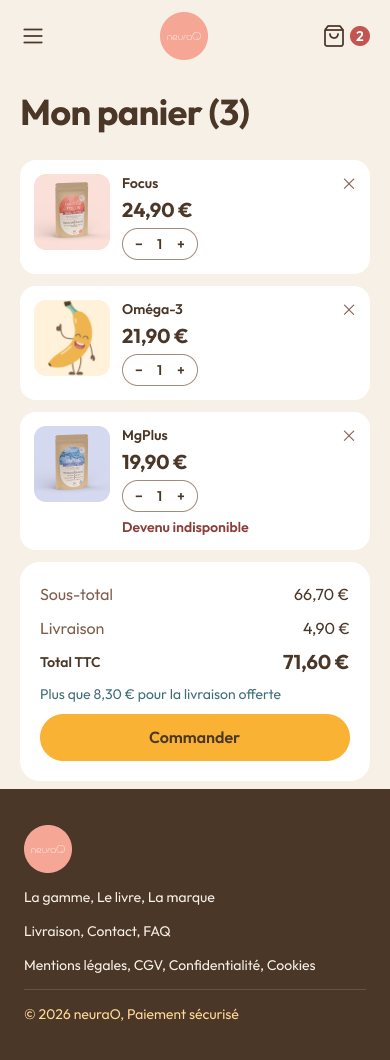 neuraO
2
Mon panier (3)
Focus
24,90 €
− 1 +
Oméga-3
21,90 €
− 1 +
MgPlus
19,90 €
− 1 +
Devenu indisponible
Sous-total 66,70 €
Livraison 4,90 €
Total TTC 71,60 €
Plus que 8,30 € pour la livraison offerte
Commander
neuraO
La gamme, Le livre, La marque
Livraison, Contact, FAQ
Mentions légales, CGV, Confidentialité, Cookies
© 2026 neuraO, Paiement sécurisé